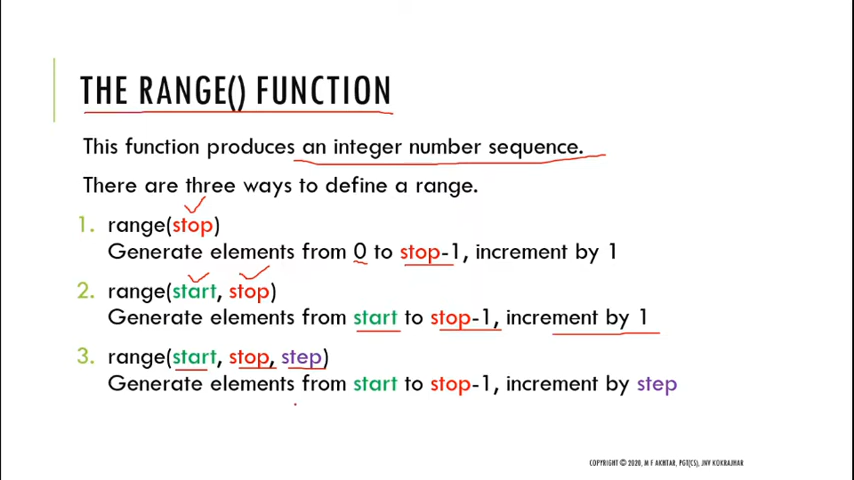 THE RANGE() FUNCTION
This function produces an integer number sequence.
There are three ways to define a range.
1. range(stop)
Generate elements from 0 to stop-1, increment by 1
2. range(start, stop)
Generate elements from start to stop-1, increment by 1
3. range(start, stop, step)
Generate elements from start to stop-1, increment by step
COPYRIGHT © 2020, M F AKHTAR, PGT(CS), JNV KOKRAJHAR